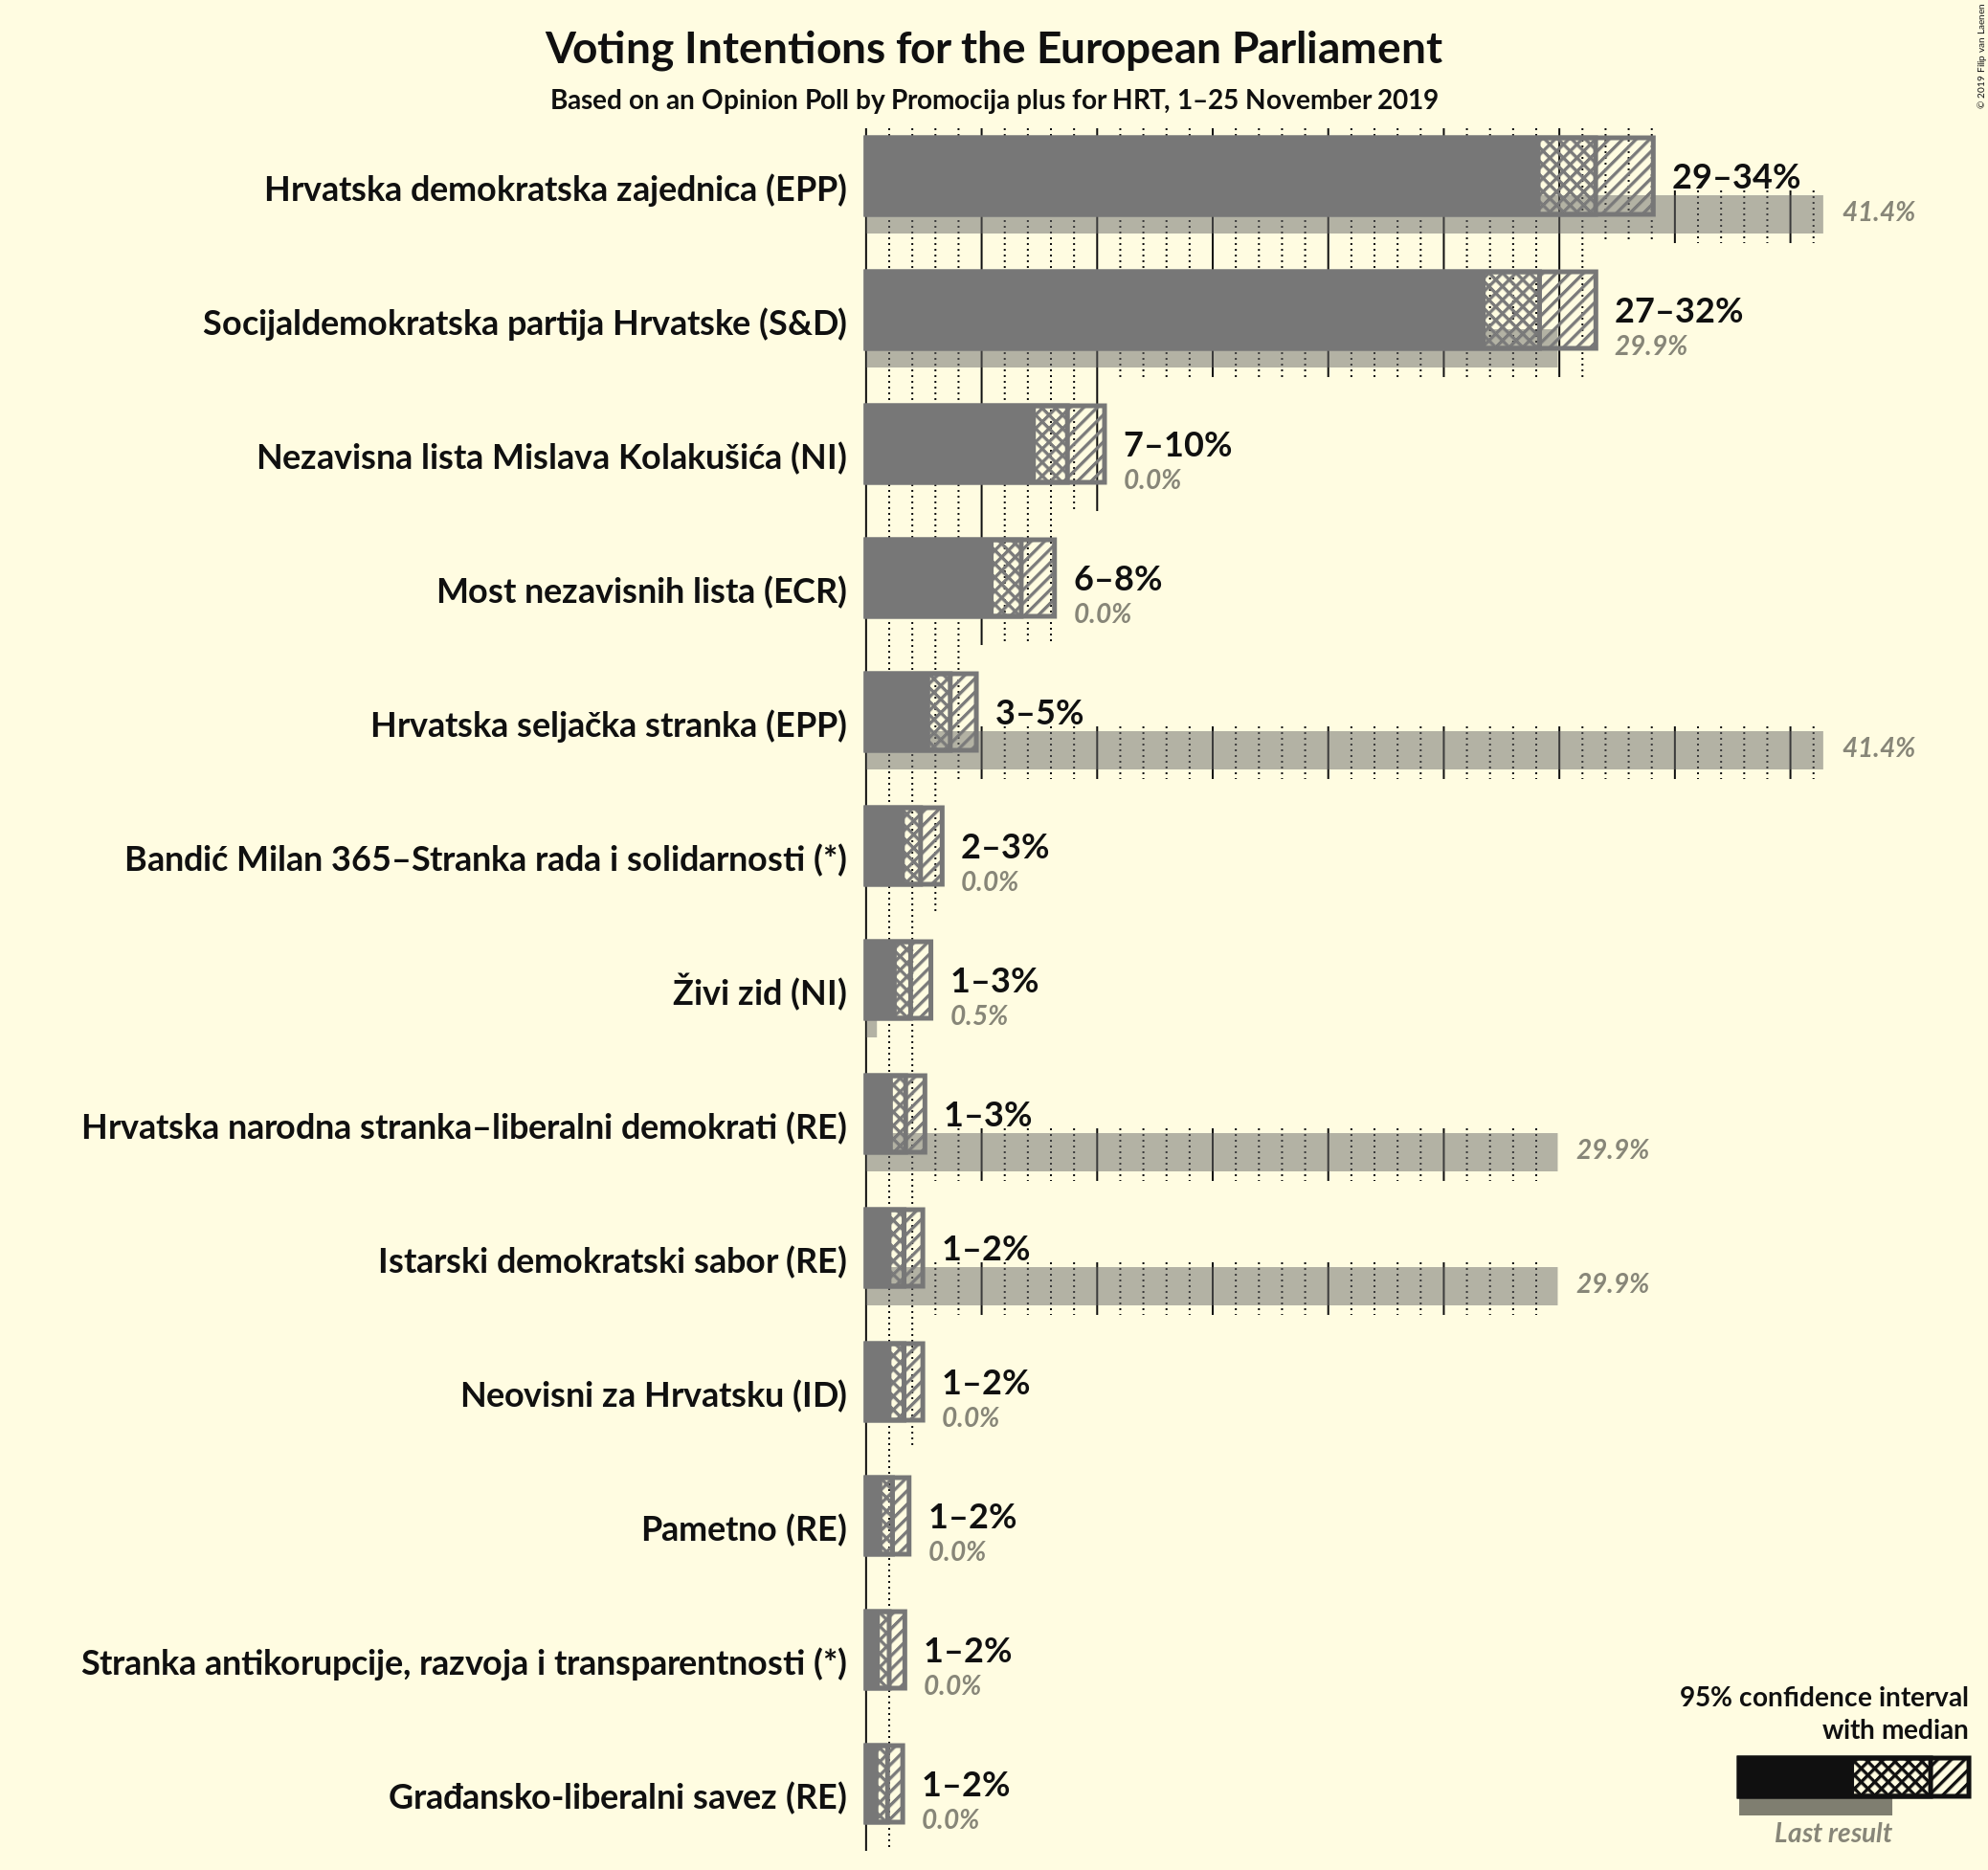 Voting Intentions for the European Parliament
Based on an Opinion Poll by Promocija plus for HRT, 1–25 November 2019
© 2019 Filip van Laenen
Hrvatska demokratska zajednica (EPP)
29–34%
41.4%
Socijaldemokratska partija Hrvatske (S&D)
27–32%
29.9%
Nezavisna lista Mislava Kolakušića (NI)
7–10%
0.0%
Most nezavisnih lista (ECR)
6–8%
0.0%
Hrvatska seljačka stranka (EPP)
3–5%
41.4%
Bandić Milan 365–Stranka rada i solidarnosti (*)
2–3%
0.0%
Živi zid (NI)
1–3%
0.5%
Hrvatska narodna stranka–liberalni demokrati (RE)
1–3%
29.9%
Istarski demokratski sabor (RE)
1–2%
29.9%
Neovisni za Hrvatsku (ID)
1–2%
0.0%
Pametno (RE)
1–2%
0.0%
Stranka antikorupcije, razvoja i transparentnosti (*)
1–2%
0.0%
Građansko-liberalni savez (RE)
1–2%
0.0%
95% confidence interval
with median
Last result